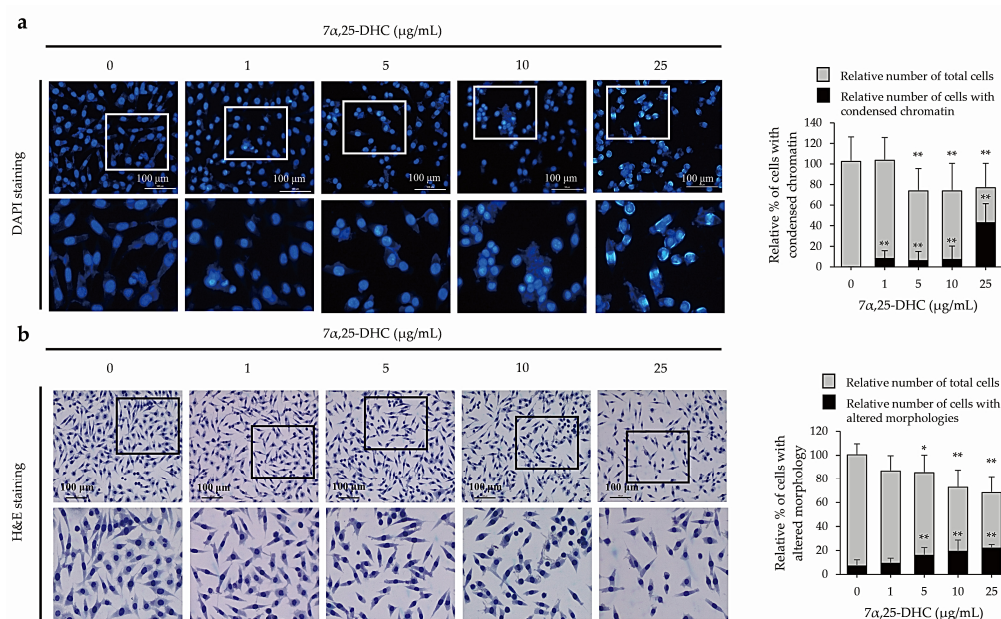 a
7α,25-DHC (µg/mL)
0 1 5 10 25
DAPI staining
100 µm 100 µm 100 µm 100 µm 100 µm
Relative number of total cells
Relative number of cells with
condensed chromatin
Relative % of cells with
condensed chromatin
140
120
100
80
60
40
20
0
** ** **
** ** ** **
0 1 5 10 25
7α,25-DHC (µg/mL)
b
7α,25-DHC (µg/mL)
0 1 5 10 25
H&E staining
100 µm 100 µm 100 µm 100 µm 100 µm
Relative number of total cells
Relative number of cells with
altered morphologies
Relative % of cells with
altered morphology
120
100
80
60
40
20
0
* ** **
** ** **
0 1 5 10 25
7α,25-DHC (µg/mL)